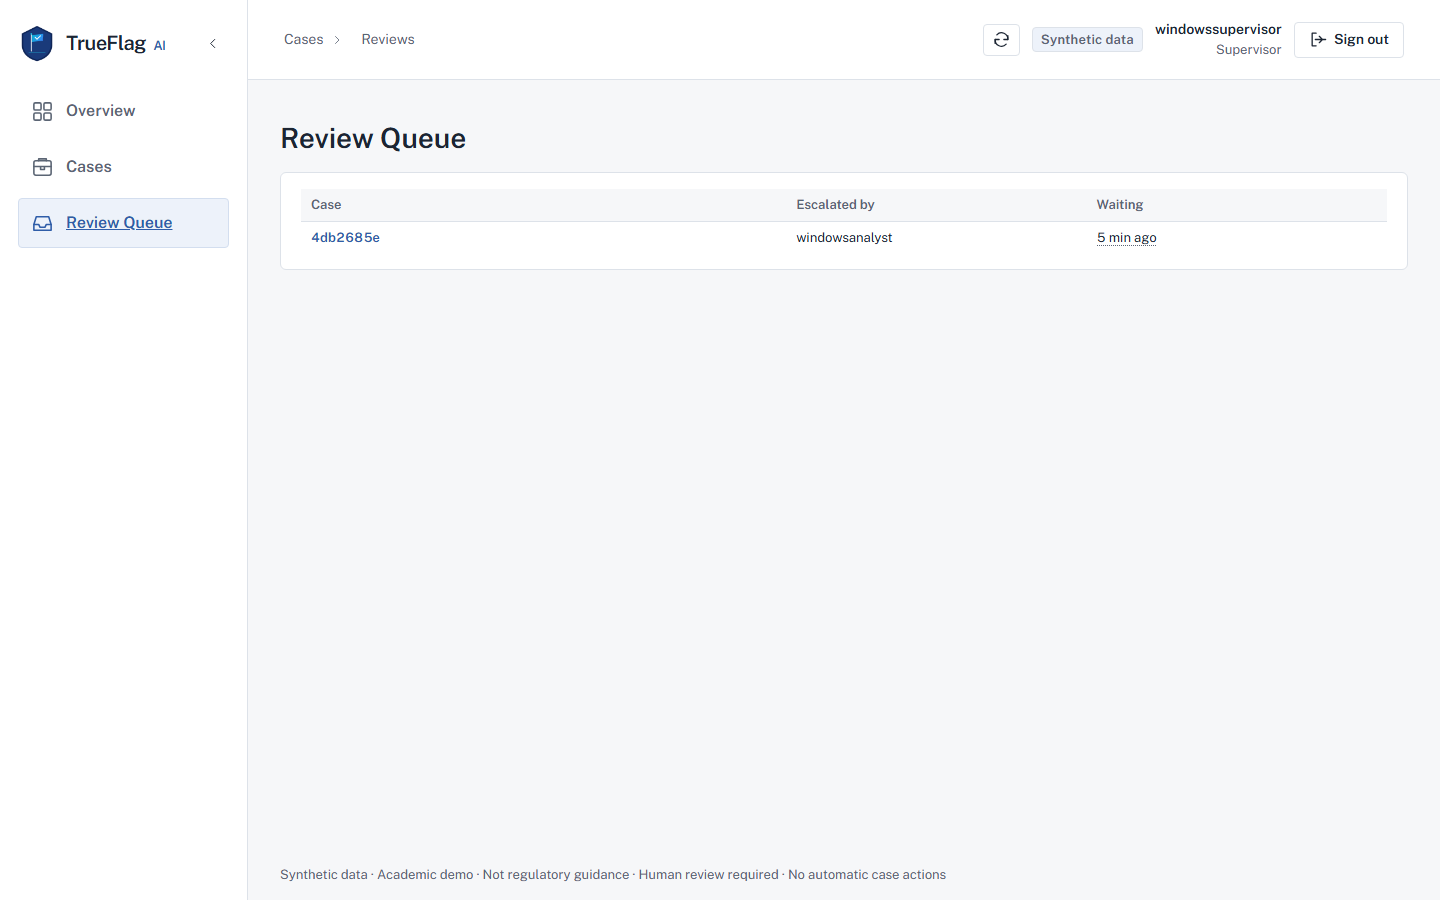 TrueFlag AI
Overview
Cases
Review Queue
Cases > Reviews
Synthetic data
windowssupervisor
Supervisor
Sign out
Review Queue
Case Escalated by Waiting
4db2685e windowsanalyst 5 min ago
Synthetic data · Academic demo · Not regulatory guidance · Human review required · No automatic case actions